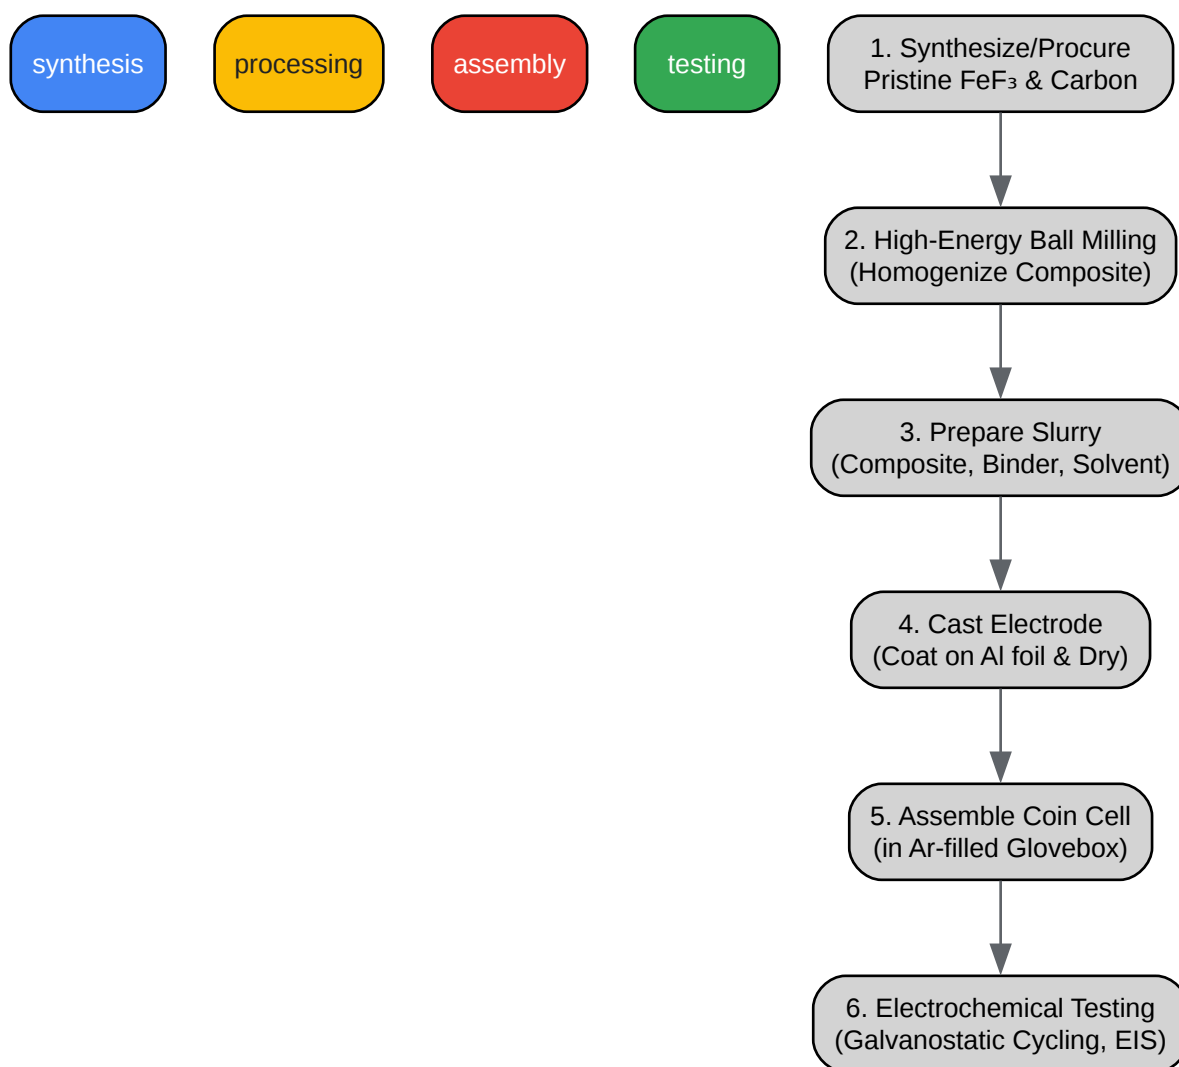 synthesis
processing
assembly
testing
1. Synthesize/Procure
Pristine FeF₃ & Carbon
2. High-Energy Ball Milling
(Homogenize Composite)
3. Prepare Slurry
(Composite, Binder, Solvent)
4. Cast Electrode
(Coat on Al foil & Dry)
5. Assemble Coin Cell
(in Ar-filled Glovebox)
6. Electrochemical Testing
(Galvanostatic Cycling, EIS)